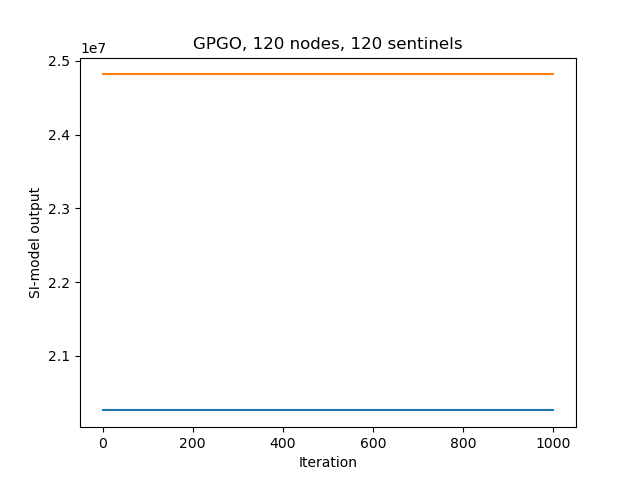 GPGO, 120 nodes, 120 sentinels
1e7
2.5
2.4
2.3
2.2
2.1
SI-model output
0 200 400 600 800 1000
Iteration